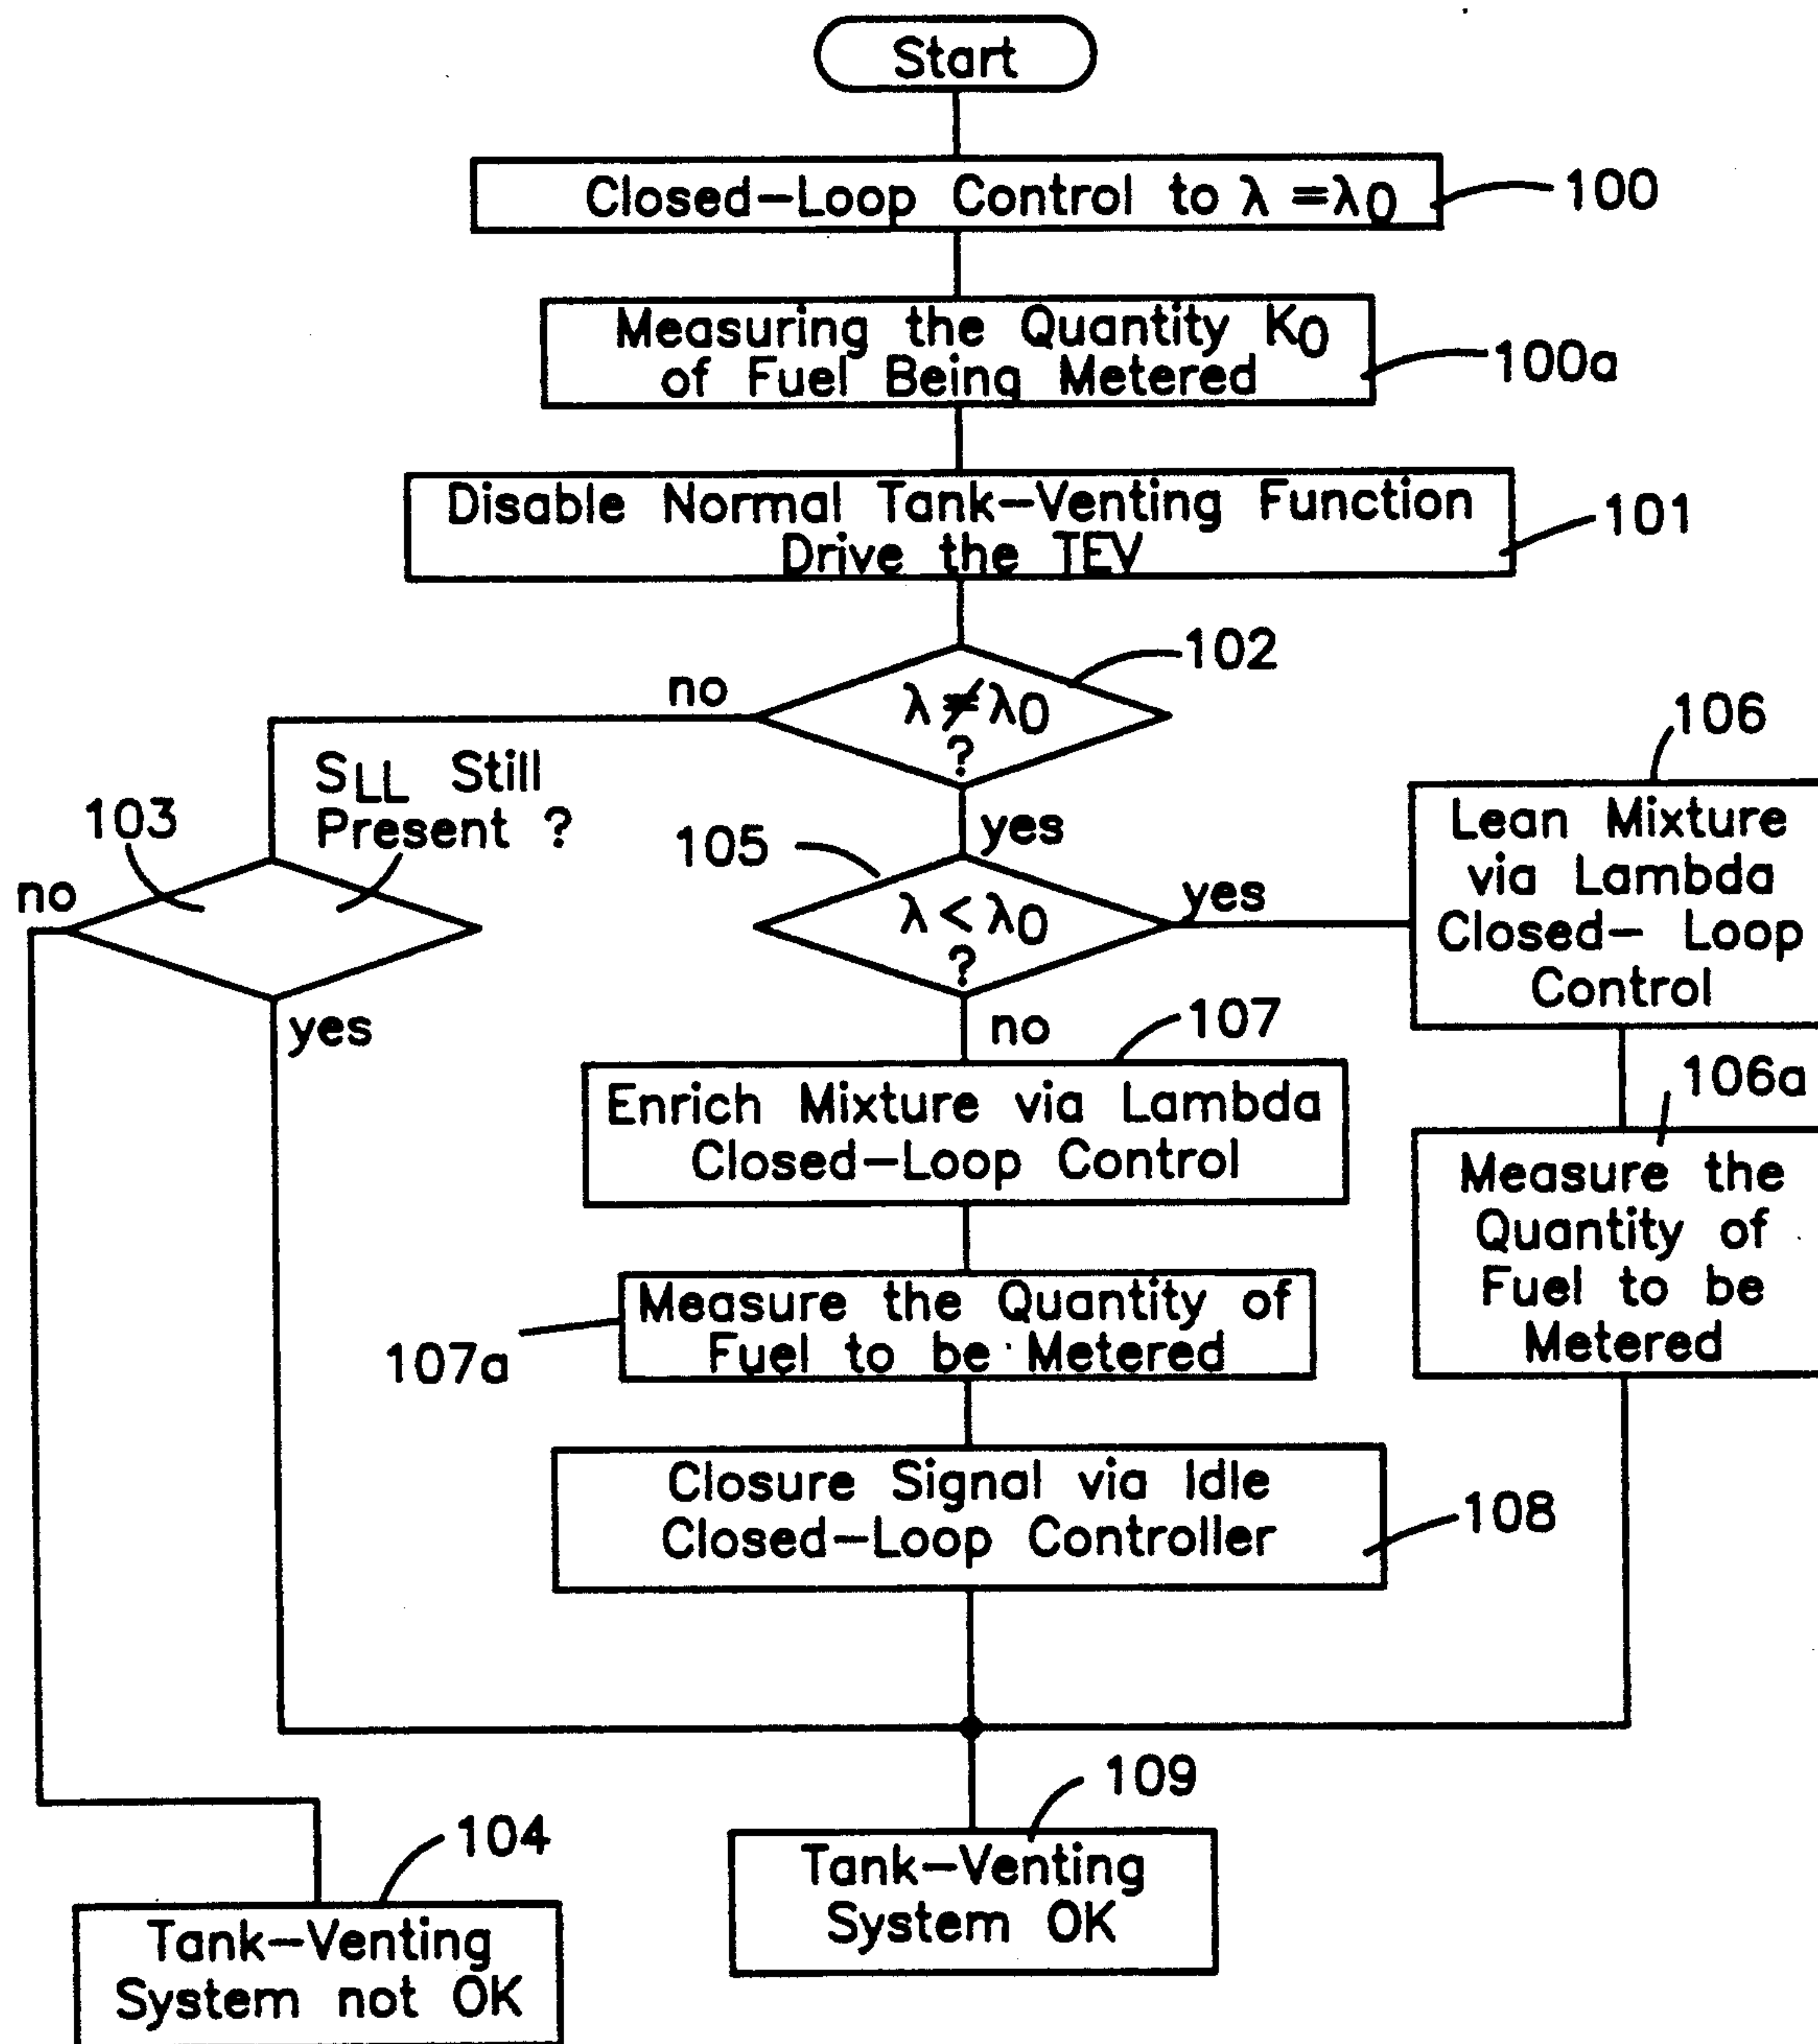 Start
Closed-Loop Control to λ =λ0
100
Measuring the Quantity K0
of Fuel Being Metered
100a
Disable Normal Tank-Venting Function
Drive the TEV
101
102
no
λ≠λ0
?
106
SLL Still
Present ?
103
yes
105
Lean Mixture
via Lambda
Closed- Loop
Control
no
λ< λ0
?
yes
yes
no
107
106a
Enrich Mixture via Lambda
Closed-Loop Control
Measure the
Quantity of
Fuel to be
Metered
Measure the Quantity of
Fuel to be Metered
107a
Closure Signal via Idle
Closed-Loop Controller
108
109
104
Tank-Venting
System OK
Tank-Venting
System not OK